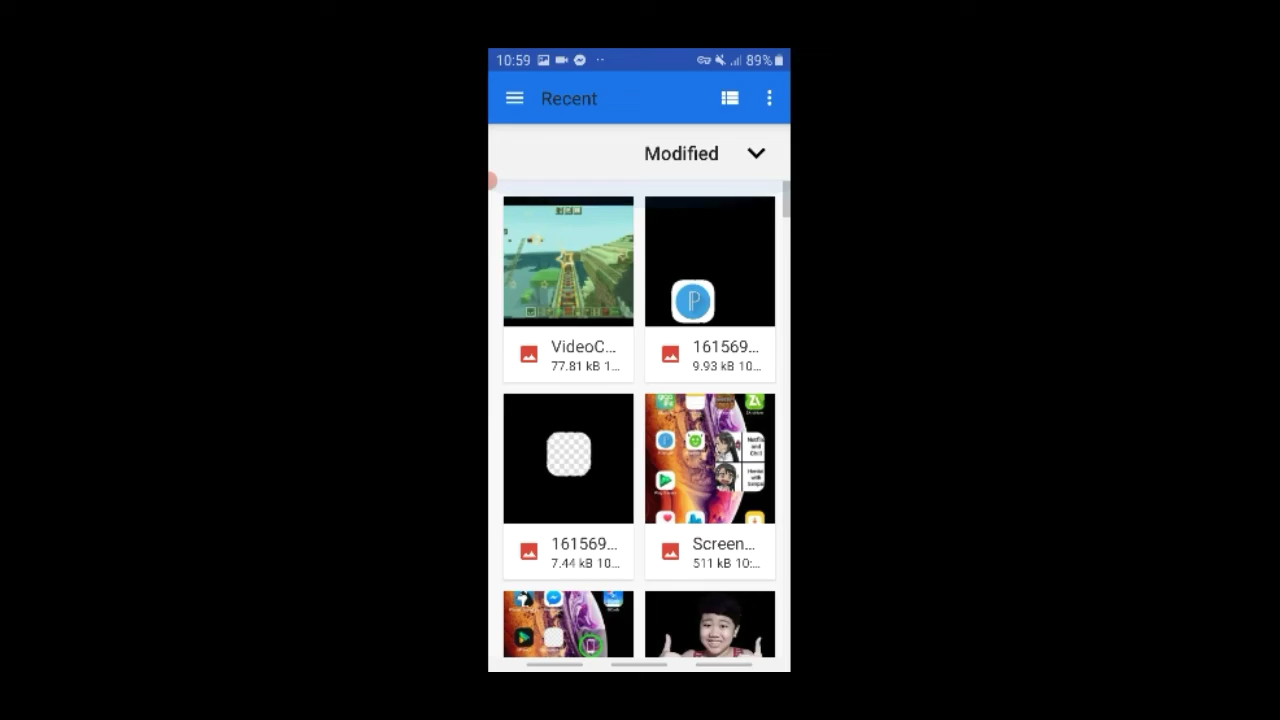 10:59
89%
Recent
Modified
VideoC...
77.81 kB 1...
161569...
9.93 kB 10...
161569...
7.44 kB 10...
Screen...
511 kB 10:...